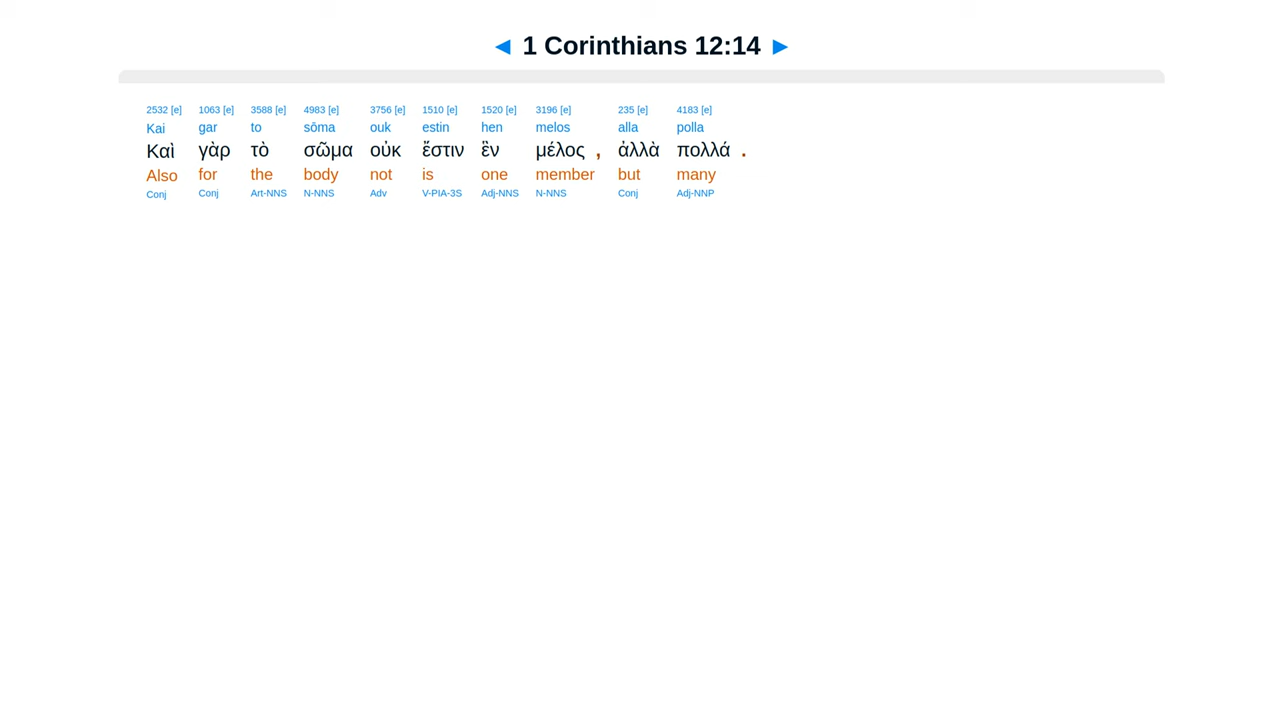 ◄ 1 Corinthians 12:14 ►
2532 [e] 1063 [e] 3588 [e] 4983 [e] 3756 [e] 1510 [e] 1520 [e] 3196 [e] 235 [e] 4183 [e]
Kai gar to sōma ouk estin hen melos alla polla
Καὶ γὰρ τὸ σῶμα οὐκ ἔστιν ἓν μέλος , ἀλλὰ πολλά .
Also for the body not is one member but many
Conj Conj Art-NNS N-NNS Adv V-PIA-3S Adj-NNS N-NNS Conj Adj-NNP